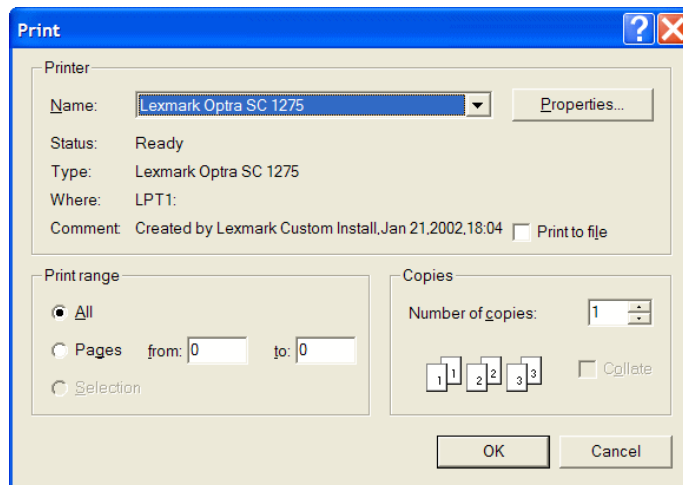 Print
Printer
Name: Lexmark Optra SC 1275 Properties...
Status: Ready
Type: Lexmark Optra SC 1275
Where: LPT1:
Comment: Created by Lexmark Custom Install,Jan 21,2002,18:04 Print to file
Print range
All
Pages from: 0 to: 0
Selection
Copies
Number of copies: 1
1 1 2 2 3 3
Collate
OK Cancel